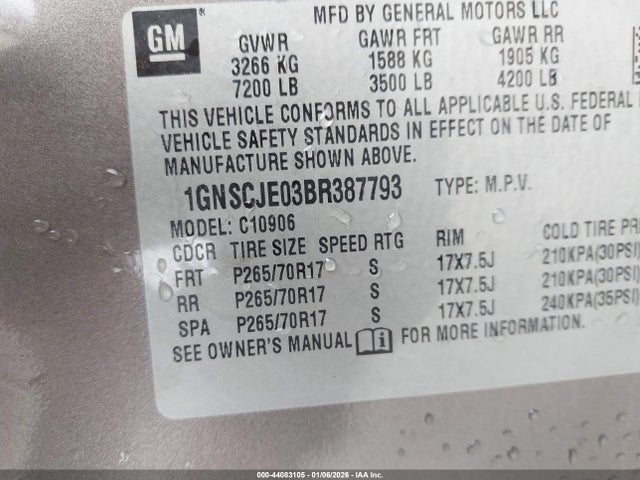 MFD BY GENERAL MOTORS LLC
GM
GVWR GAWR FRT GAWR RR
3266 KG 1588 KG 1905 KG
7200 LB 3500 LB 4200 LB
THIS VEHICLE CONFORMS TO ALL APPLICABLE U.S. FEDERAL
VEHICLE SAFETY STANDARDS IN EFFECT ON THE DATE OF
MANUFACTURE SHOWN ABOVE.
1GNSCJE03BR387793 TYPE: M.P.V.
MODEL: C10906
CDCR TIRE SIZE SPEED RTG RIM COLD TIRE PR
FRT P265/70R17 S 17X7.5J 210KPA(30PSI)
RR P265/70R17 S 17X7.5J 210KPA(30PSI)
SPA P265/70R17 S 17X7.5J 240KPA(35PSI)
SEE OWNER'S MANUAL i FOR MORE INFORMATION.
000-44083105 - 01/06/2026 - IAAI, Inc.